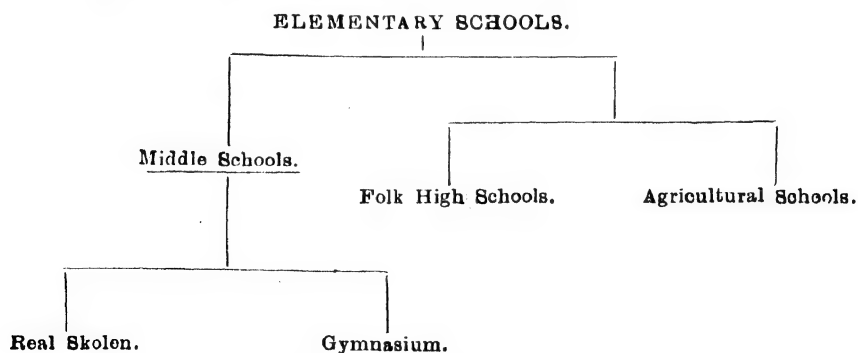 ELEMENTARY SCHOOLS.
Middle Schools.
Folk High Schools. Agricultural Schools.
Real Skolen. Gymnasium.